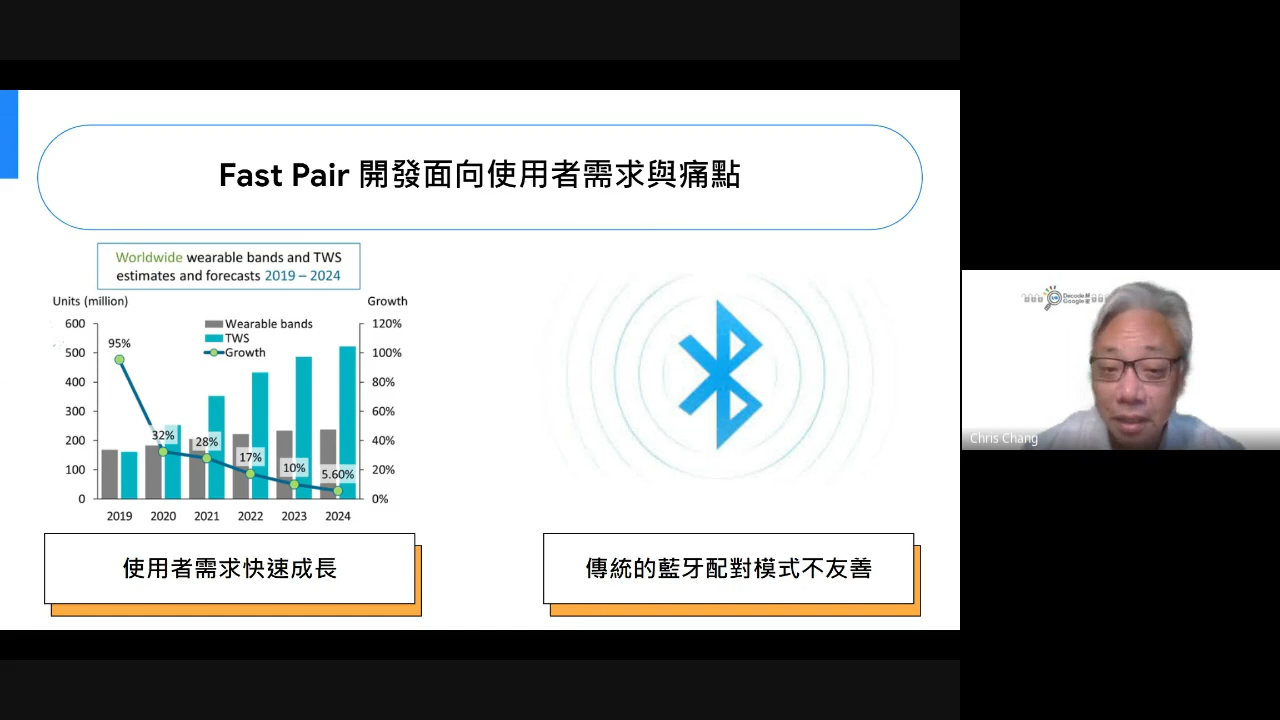 Fast Pair 開發面向使用者需求與痛點
Worldwide wearable bands and TWS
estimates and forecasts 2019 – 2024
Units (million)
Growth
Wearable bands
TWS
Growth
600
500
400
300
200
100
0
120%
100%
80%
60%
40%
20%
0%
95%
32%
28%
17%
10%
5.60%
2019 2020 2021 2022 2023 2024
使用者需求快速成長
傳統的藍牙配對模式不友善
Decode
Google
Chris Chang